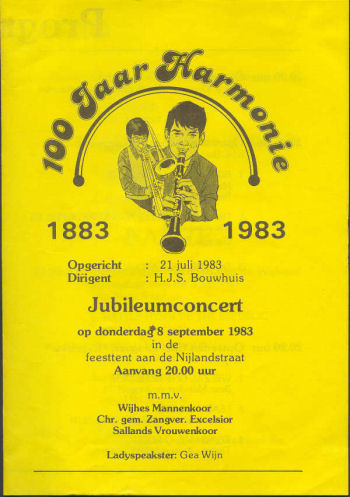 100 Jaar Harmonie
1883 1983
Opgericht : 21 juli 1983
Dirigent : H.J.S. Bouwhuis
Jubileumconcert
op donderdag 8 september 1983
in de
feesttent aan de Nijlandstraat
Aanvang 20.00 uur
m.m.v.
Wijhes Mannenkoor
Chr. gem. Zangver. Excelsior
Sallands Vrouwenkoor
Ladyspeakster: Gea Wijn